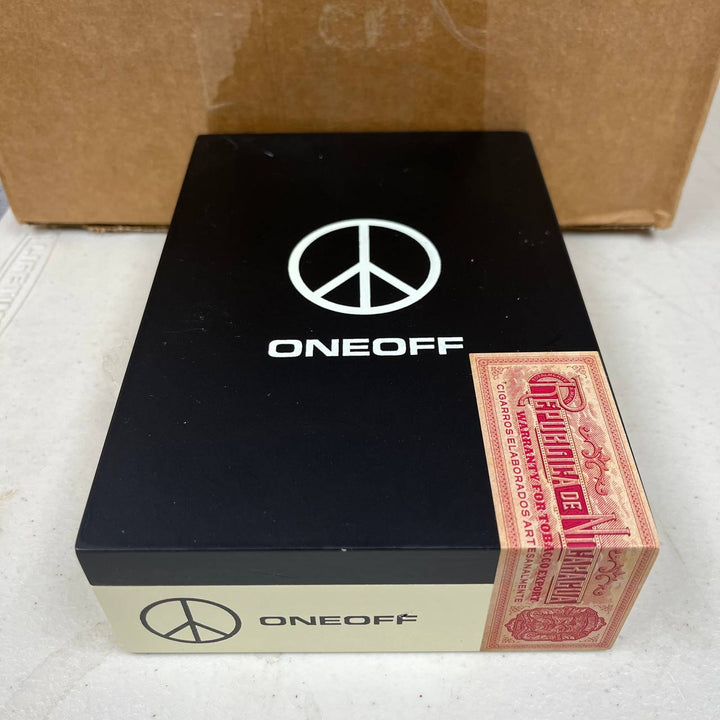 ONEOFF
REPUBLICA DE NICARAGUA
WARRANTY FOR TOBACCO EXPORT
CIGARROS ELABORADOS ARTESANALMENTE
ONEOFF